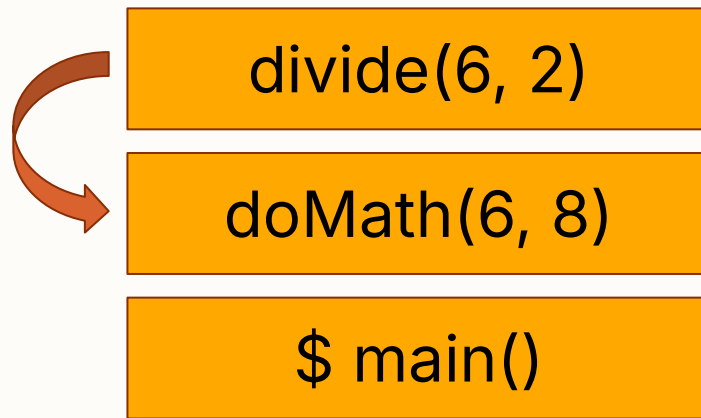 divide(6, 2)
doMath(6, 8)
$ main()